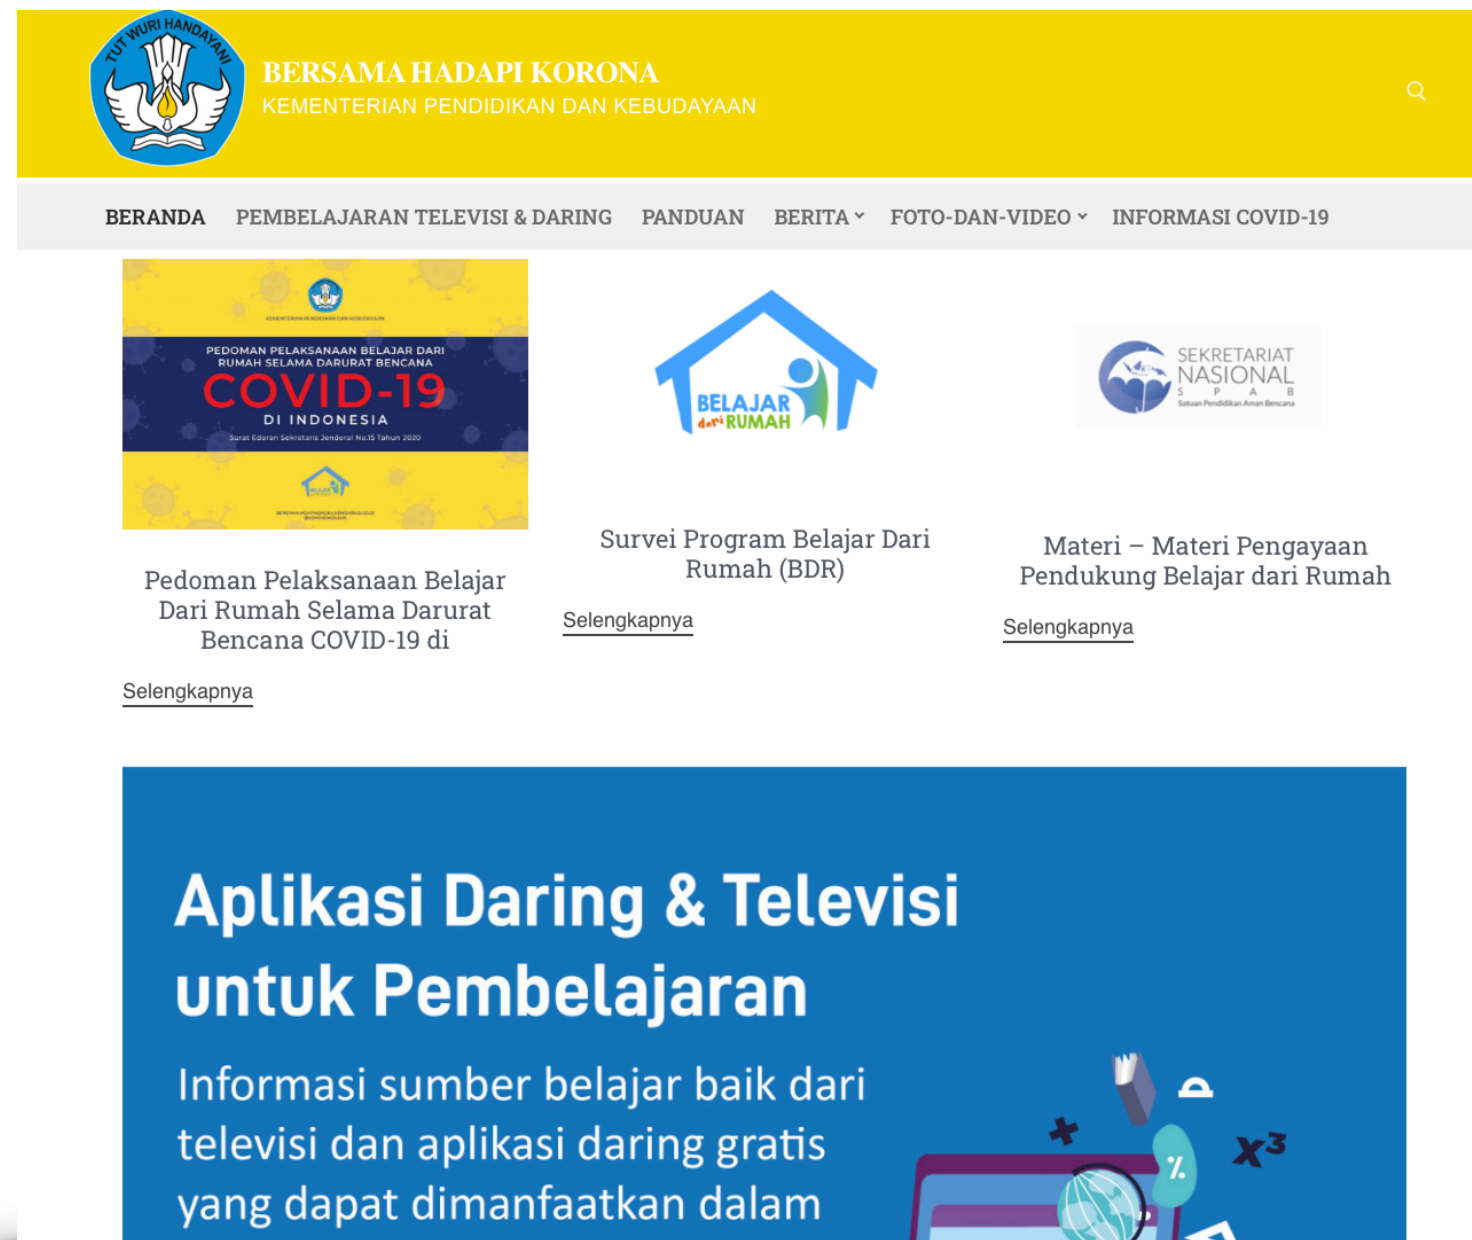 TUT WURI HANDAYANI
BERSAMA HADAPI KORONA
KEMENTERIAN PENDIDIKAN DAN KEBUDAYAAN
BERANDA PEMBELAJARAN TELEVISI & DARING PANDUAN BERITA FOTO-DAN-VIDEO INFORMASI COVID-19
KEMENTERIAN PENDIDIKAN DAN KEBUDAYAAN
PEDOMAN PELAKSANAAN BELAJAR DARI
RUMAH SELAMA DARURAT BENCANA
COVID-19
DI INDONESIA
Surat Edaran Sekretaris Jenderal No.15 Tahun 2020
Pedoman Pelaksanaan Belajar
Dari Rumah Selama Darurat
Bencana COVID-19 di
Selengkapnya
BELAJAR
dari RUMAH
Survei Program Belajar Dari
Rumah (BDR)
Selengkapnya
SEKRETARIAT
NASIONAL
S P A B
Satuan Pendidikan Aman Bencana
Materi – Materi Pengayaan
Pendukung Belajar dari Rumah
Selengkapnya
Aplikasi Daring & Televisi
untuk Pembelajaran
Informasi sumber belajar baik dari
televisi dan aplikasi daring gratis
yang dapat dimanfaatkan dalam
x³
%